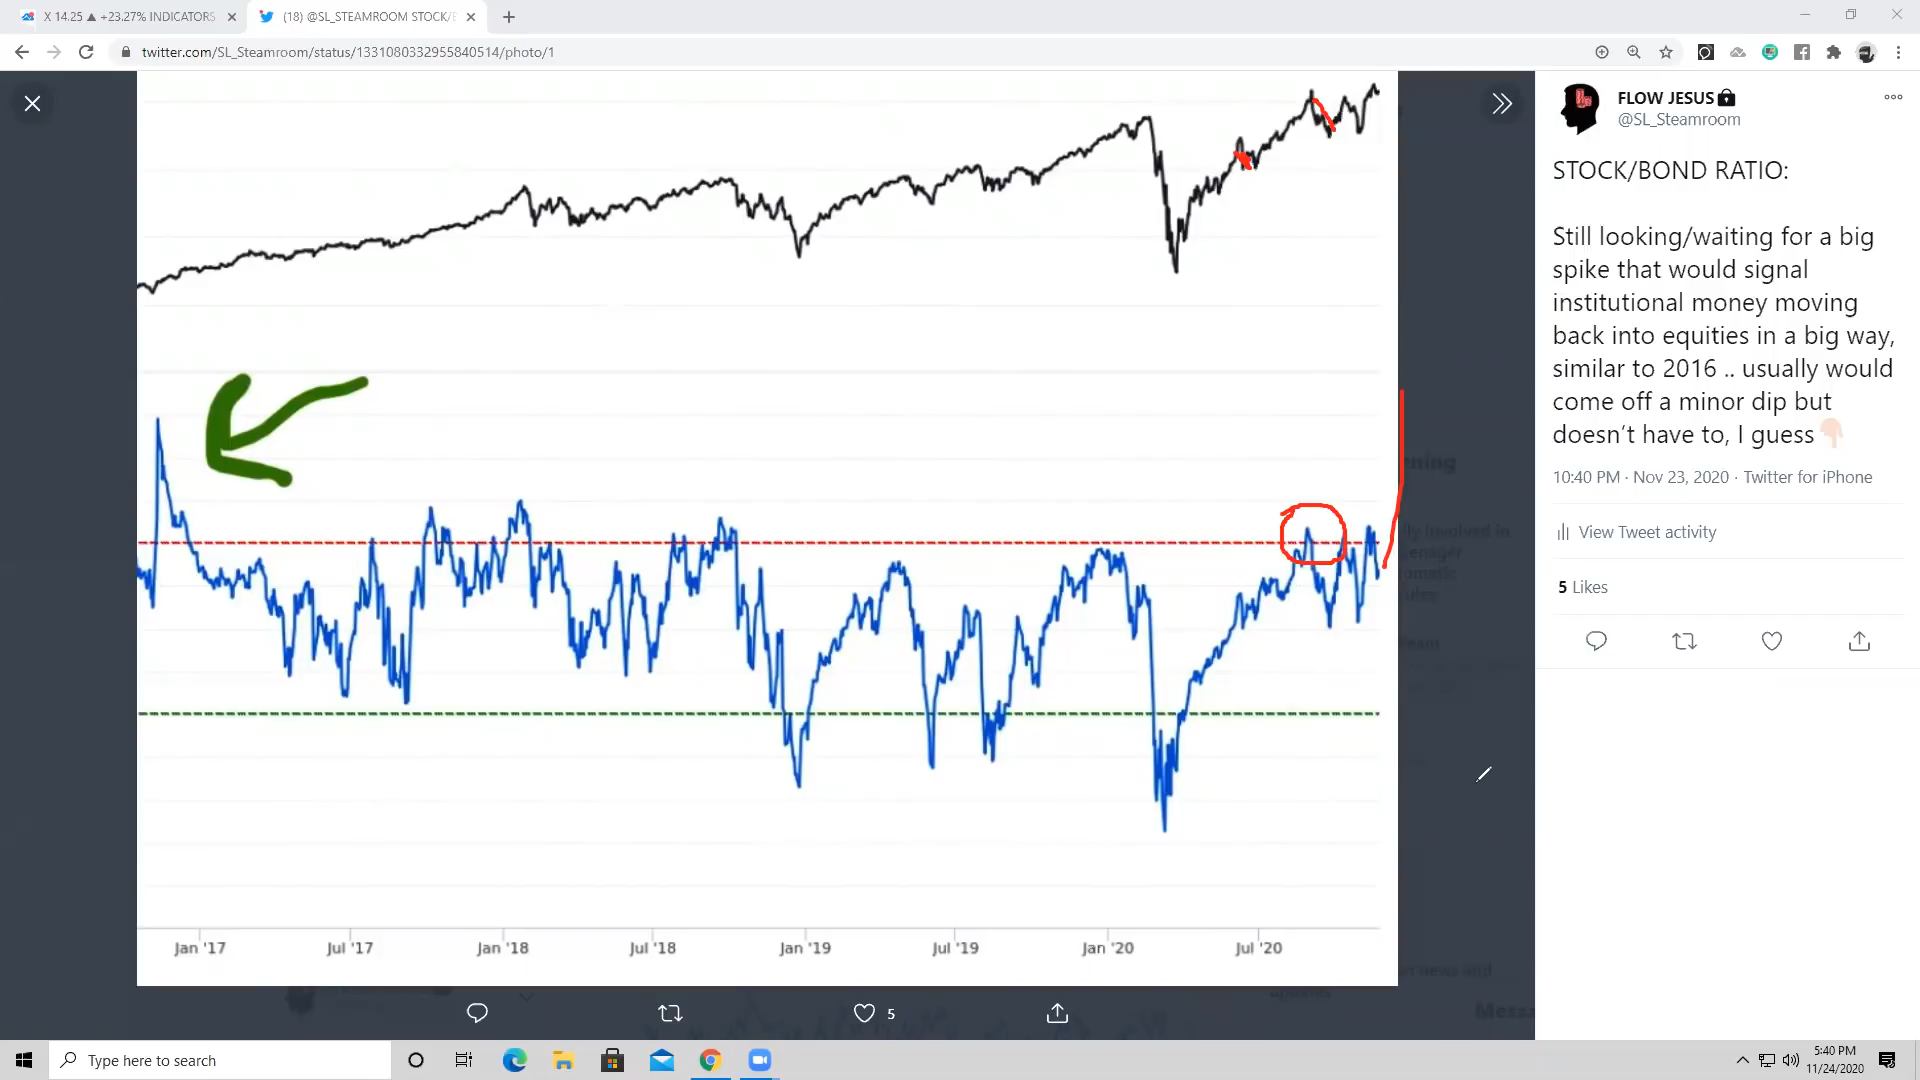 X 14.25 ▲ +23.27% INDICATORS
(18) @SL_STEAMROOM STOCK/
twitter.com/SL_Steamroom/status/1331080332955840514/photo/1
FLOW JESUS
@SL_Steamroom
STOCK/BOND RATIO:
Still looking/waiting for a big
spike that would signal
institutional money moving
back into equities in a big way,
similar to 2016 .. usually would
come off a minor dip but
doesn't have to, I guess👇🏻
10:40 PM · Nov 23, 2020 · Twitter for iPhone
View Tweet activity
5 Likes
Jan '17 Jul '17 Jan '18 Jul '18 Jan '19 Jul '19 Jan '20 Jul '20
5
Type here to search
5:40 PM
11/24/2020